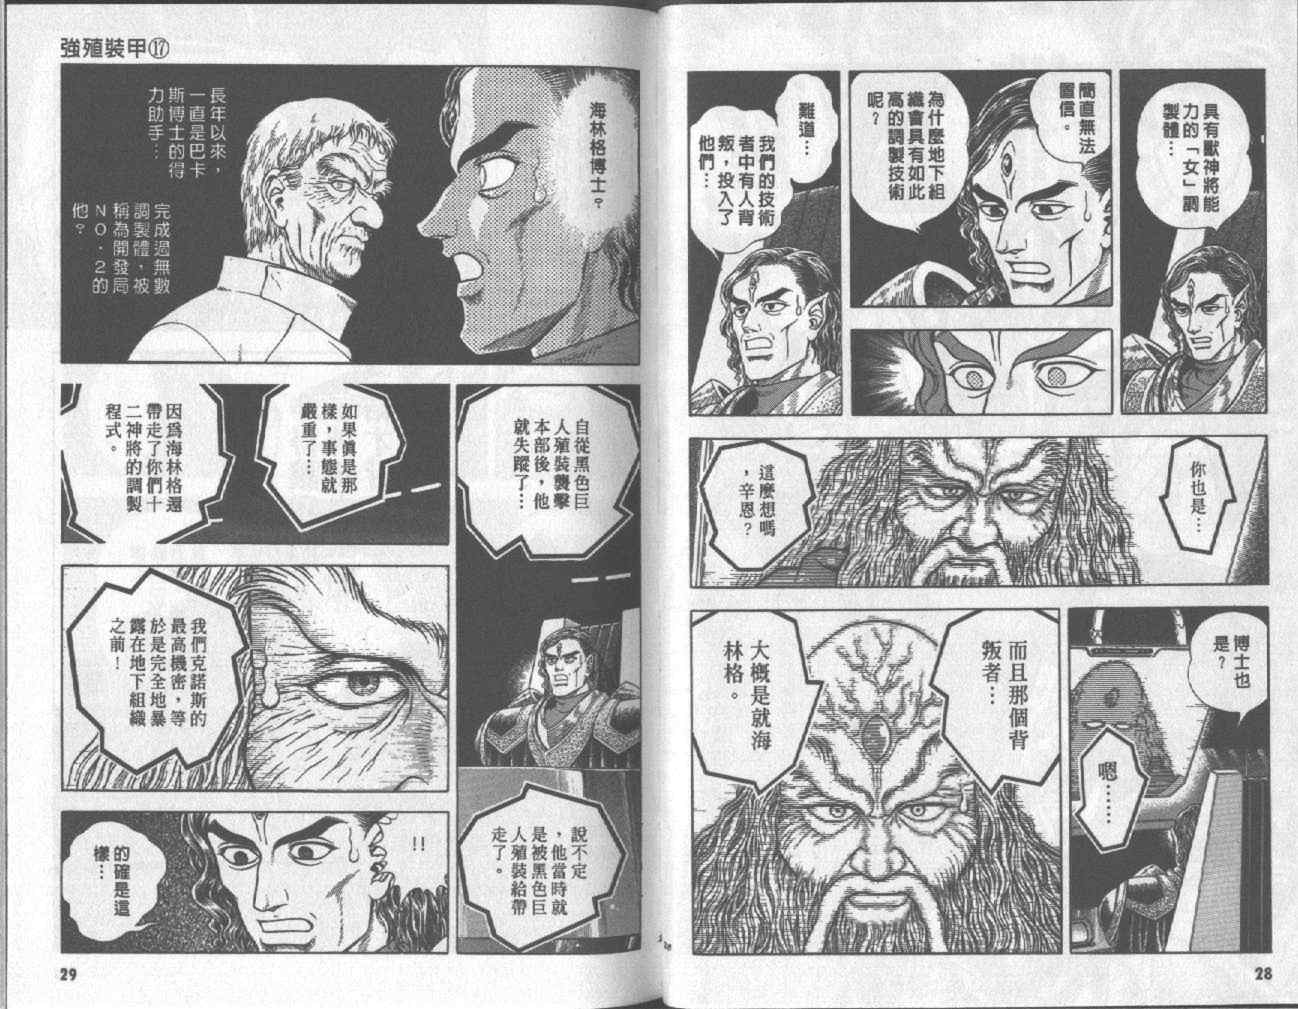 具有獸神將能
力的「女」調
製體…
簡直無法
置信。
為什麼地下組
織會具有如此
高的調製技術
呢？
難道…
我們的技術
者中有人背
叛，投入了
他們…
你也是…
這麼想嗎
，辛恩？
博士也
是？
嗯……
而且那個背
叛者…
大概是就海
林格。
28
強殖裝甲⑰
海林格博士？
長年以來，
一直是巴卡
斯博士的得
力助手…
完成過無數
調製體，被
稱為開發局
NO．2的
他？
自從黑色巨
人殖裝襲擊
本部後，他
就失蹤了…
說不定
，他當時就
是被黑色巨
人殖裝給帶
走了。
如果真是那
樣，事態就
嚴重了…
因為海林格還
帶走了你們十
二神將的調製
程式。
我們克諾斯的
最高機密，等
於是完全地暴
露在地下組織
之前！
!!
的確是這
樣…
29